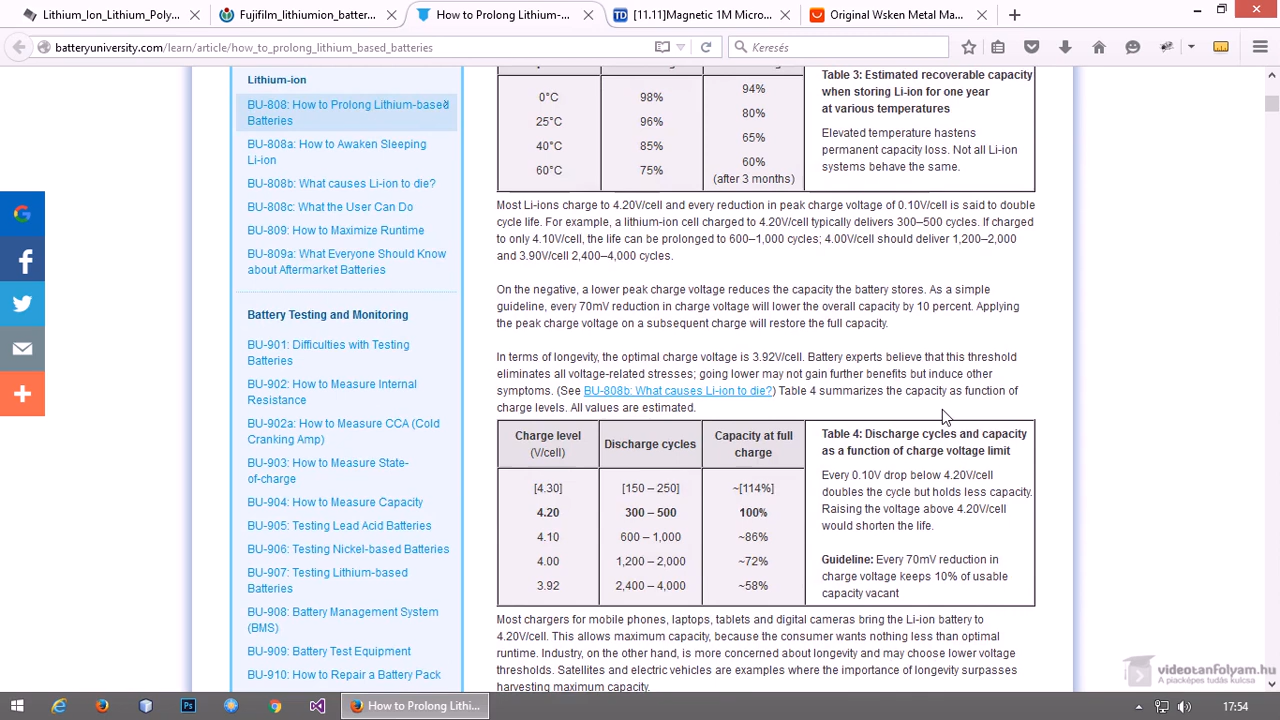 Lithium_Ion_Lithium_Poly...
Fujifilm_lithiumion_batter...
How to Prolong Lithium-...
[11.11]Magnetic 1M Micro...
Original Wsken Metal Ma...
batteryuniversity.com/learn/article/how_to_prolong_lithium_based_batteries
Keresés
Lithium-ion
BU-808: How to Prolong Lithium-based
Batteries
BU-808a: How to Awaken Sleeping
Li-ion
BU-808b: What causes Li-ion to die?
BU-808c: What the User Can Do
BU-809: How to Maximize Runtime
BU-809a: What Everyone Should Know
about Aftermarket Batteries
Battery Testing and Monitoring
BU-901: Difficulties with Testing
Batteries
BU-902: How to Measure Internal
Resistance
BU-902a: How to Measure CCA (Cold
Cranking Amp)
BU-903: How to Measure State-
of-charge
BU-904: How to Measure Capacity
BU-905: Testing Lead Acid Batteries
BU-906: Testing Nickel-based Batteries
BU-907: Testing Lithium-based
Batteries
BU-908: Battery Management System
(BMS)
BU-909: Battery Test Equipment
BU-910: How to Repair a Battery Pack
0°C 98% 94%
25°C 96% 80%
40°C 85% 65%
60°C 75% 60%
(after 3 months)
Table 3: Estimated recoverable capacity
when storing Li-ion for one year
at various temperatures
Elevated temperature hastens
permanent capacity loss. Not all Li-ion
systems behave the same.
Most Li-ions charge to 4.20V/cell and every reduction in peak charge voltage of 0.10V/cell is said to double
cycle life. For example, a lithium-ion cell charged to 4.20V/cell typically delivers 300–500 cycles. If charged
to only 4.10V/cell, the life can be prolonged to 600–1,000 cycles; 4.00V/cell should deliver 1,200–2,000
and 3.90V/cell 2,400–4,000 cycles.
On the negative, a lower peak charge voltage reduces the capacity the battery stores. As a simple
guideline, every 70mV reduction in charge voltage will lower the overall capacity by 10 percent. Applying
the peak charge voltage on a subsequent charge will restore the full capacity.
In terms of longevity, the optimal charge voltage is 3.92V/cell. Battery experts believe that this threshold
eliminates all voltage-related stresses; going lower may not gain further benefits but induce other
symptoms. (See BU-808b: What causes Li-ion to die?) Table 4 summarizes the capacity as function of
charge levels. All values are estimated.
Charge level
(V/cell)
Discharge cycles
Capacity at full
charge
[4.30] [150 – 250] ~[114%]
4.20 300 – 500 100%
4.10 600 – 1,000 ~86%
4.00 1,200 – 2,000 ~72%
3.92 2,400 – 4,000 ~58%
Table 4: Discharge cycles and capacity
as a function of charge voltage limit
Every 0.10V drop below 4.20V/cell
doubles the cycle but holds less capacity.
Raising the voltage above 4.20V/cell
would shorten the life.
Guideline: Every 70mV reduction in
charge voltage keeps 10% of usable
capacity vacant
Most chargers for mobile phones, laptops, tablets and digital cameras bring the Li-ion battery to
4.20V/cell. This allows maximum capacity, because the consumer wants nothing less than optimal
runtime. Industry, on the other hand, is more concerned about longevity and may choose lower voltage
thresholds. Satellites and electric vehicles are examples where the importance of longevity surpasses
harvesting maximum capacity.
videotanfolyam.hu
A piacképes tudás kulcsa
How to Prolong Lithi...
17:54